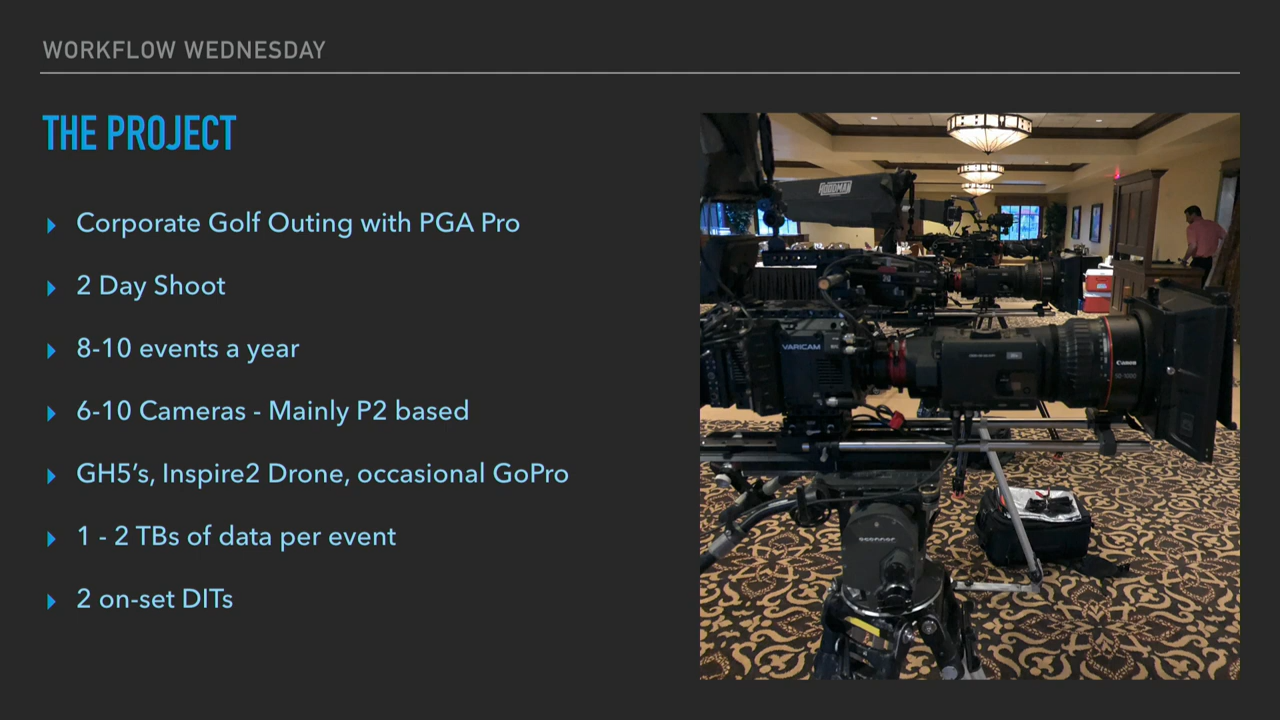 WORKFLOW WEDNESDAY
THE PROJECT
Corporate Golf Outing with PGA Pro
2 Day Shoot
8-10 events a year
6-10 Cameras - Mainly P2 based
GH5’s, Inspire2 Drone, occasional GoPro
1 - 2 TBs of data per event
2 on-set DITs
HOODMAN
VARICAM
Canon